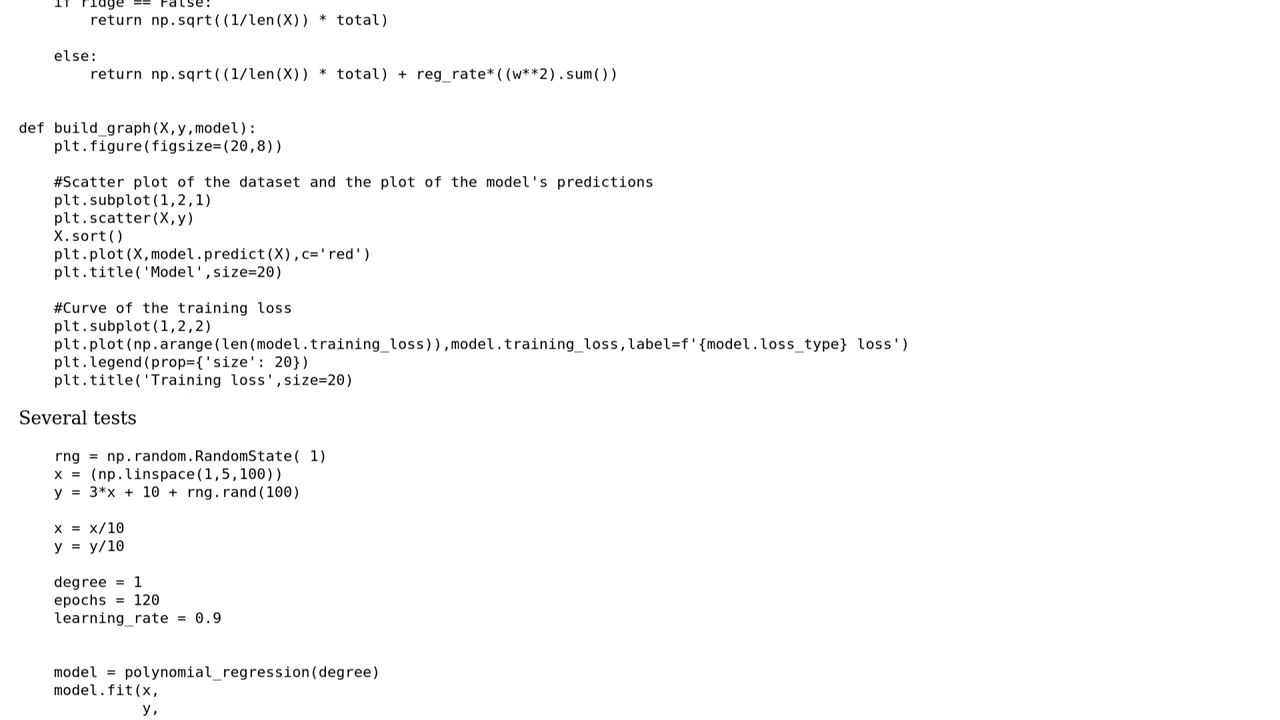 if ridge == False:
return np.sqrt((1/len(X)) * total)
else:
return np.sqrt((1/len(X)) * total) + reg_rate*((w**2).sum())
def build_graph(X,y,model):
plt.figure(figsize=(20,8))
#Scatter plot of the dataset and the plot of the model's predictions
plt.subplot(1,2,1)
plt.scatter(X,y)
X.sort()
plt.plot(X,model.predict(X),c='red')
plt.title('Model',size=20)
#Curve of the training loss
plt.subplot(1,2,2)
plt.plot(np.arange(len(model.training_loss)),model.training_loss,label=f'{model.loss_type} loss')
plt.legend(prop={'size': 20})
plt.title('Training loss',size=20)
Several tests
rng = np.random.RandomState( 1)
x = (np.linspace(1,5,100))
y = 3*x + 10 + rng.rand(100)
x = x/10
y = y/10
degree = 1
epochs = 120
learning_rate = 0.9
model = polynomial_regression(degree)
model.fit(x,
y,